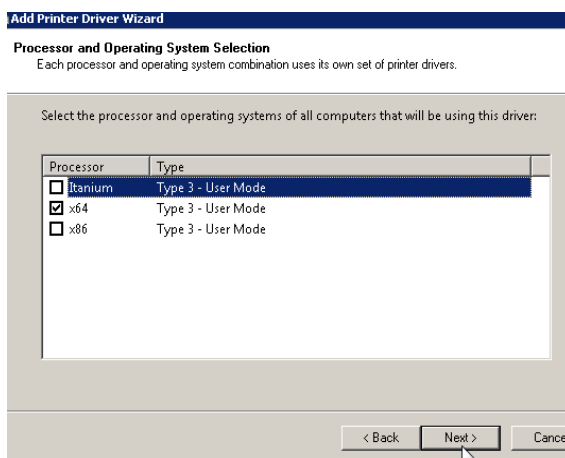 Add Printer Driver Wizard
Processor and Operating System Selection
Each processor and operating system combination uses its own set of printer drivers.
Select the processor and operating systems of all computers that will be using this driver:
Processor Type
Itanium Type 3 - User Mode
x64 Type 3 - User Mode
x86 Type 3 - User Mode
< Back Next > Cance